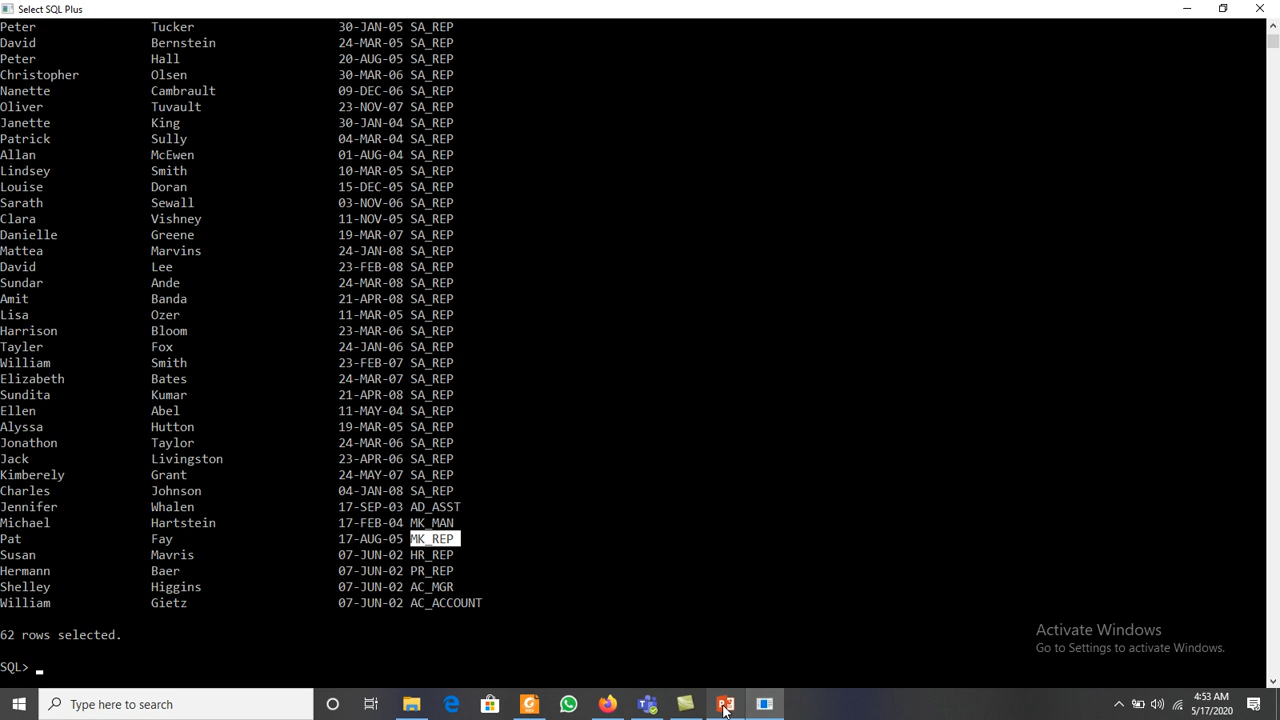 Select SQL Plus
Peter Tucker 30-JAN-05 SA_REP
David Bernstein 24-MAR-05 SA_REP
Peter Hall 20-AUG-05 SA_REP
Christopher Olsen 30-MAR-06 SA_REP
Nanette Cambrault 09-DEC-06 SA_REP
Oliver Tuvault 23-NOV-07 SA_REP
Janette King 30-JAN-04 SA_REP
Patrick Sully 04-MAR-04 SA_REP
Allan McEwen 01-AUG-04 SA_REP
Lindsey Smith 10-MAR-05 SA_REP
Louise Doran 15-DEC-05 SA_REP
Sarath Sewall 03-NOV-06 SA_REP
Clara Vishney 11-NOV-05 SA_REP
Danielle Greene 19-MAR-07 SA_REP
Mattea Marvins 24-JAN-08 SA_REP
David Lee 23-FEB-08 SA_REP
Sundar Ande 24-MAR-08 SA_REP
Amit Banda 21-APR-08 SA_REP
Lisa Ozer 11-MAR-05 SA_REP
Harrison Bloom 23-MAR-06 SA_REP
Tayler Fox 24-JAN-06 SA_REP
William Smith 23-FEB-07 SA_REP
Elizabeth Bates 24-MAR-07 SA_REP
Sundita Kumar 21-APR-08 SA_REP
Ellen Abel 11-MAY-04 SA_REP
Alyssa Hutton 19-MAR-05 SA_REP
Jonathon Taylor 24-MAR-06 SA_REP
Jack Livingston 23-APR-06 SA_REP
Kimberely Grant 24-MAY-07 SA_REP
Charles Johnson 04-JAN-08 SA_REP
Jennifer Whalen 17-SEP-03 AD_ASST
Michael Hartstein 17-FEB-04 MK_MAN
Pat Fay 17-AUG-05 MK_REP
Susan Mavris 07-JUN-02 HR_REP
Hermann Baer 07-JUN-02 PR_REP
Shelley Higgins 07-JUN-02 AC_MGR
William Gietz 07-JUN-02 AC_ACCOUNT
62 rows selected.
SQL> _
Activate Windows
Go to Settings to activate Windows.
Type here to search
4:53 AM
5/17/2020